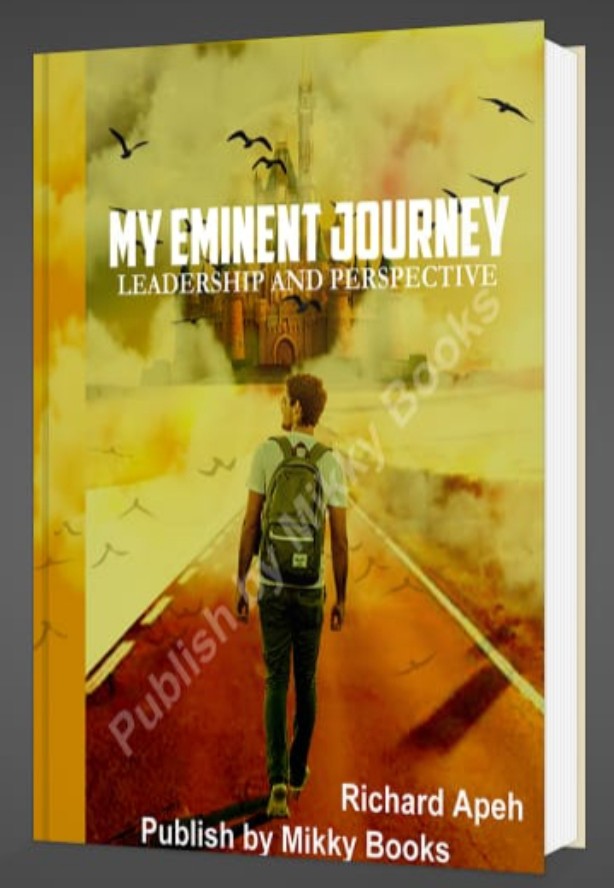 MY EMINENT JOURNEY
LEADERSHIP AND PERSPECTIVE
Publish by Mikky Books
Richard Apeh
Publish by Mikky Books